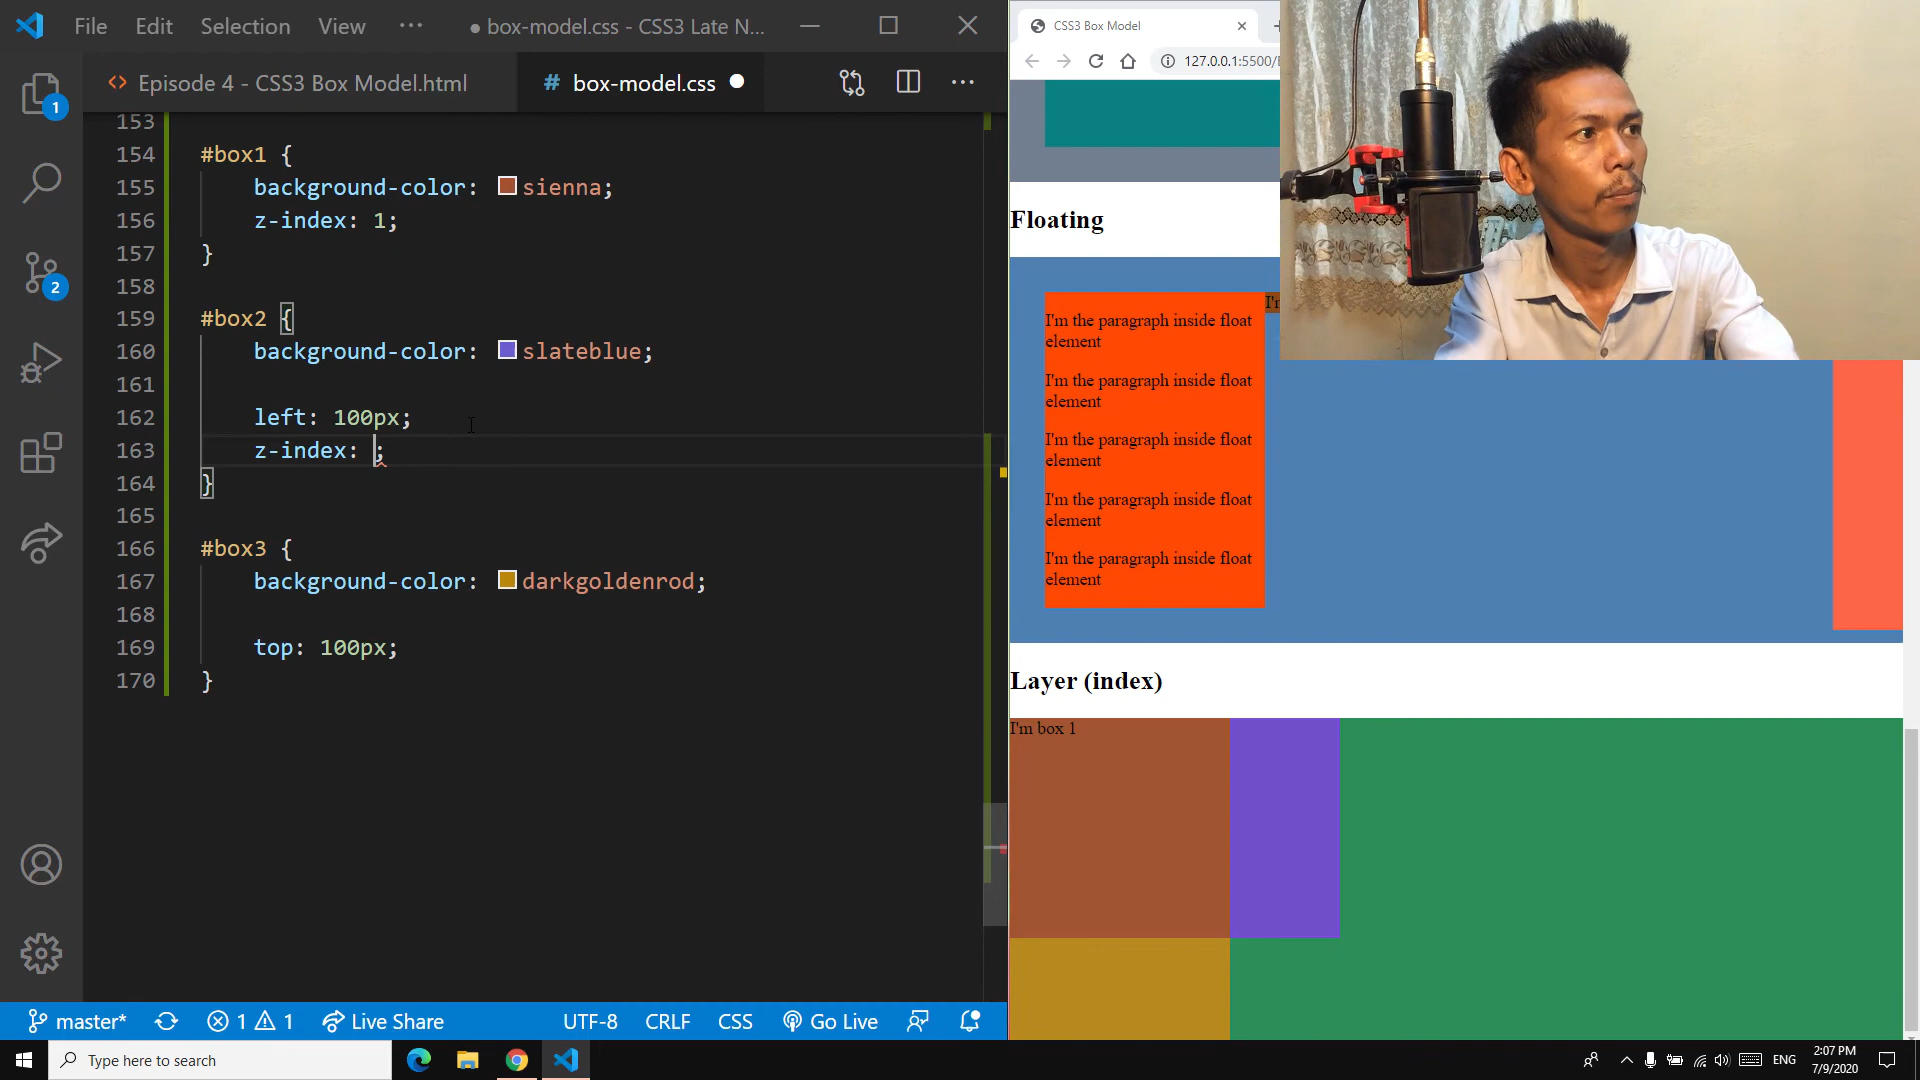 File Edit Selection View ··· ● box-model.css - CSS3 Late N...
Episode 4 - CSS3 Box Model.html
# box-model.css
153
154 #box1 {
155 background-color: sienna;
156 z-index: 1;
157 }
158
159 #box2 {
160 background-color: slateblue;
161
162 left: 100px;
163 z-index: ;
164 }
165
166 #box3 {
167 background-color: darkgoldenrod;
168
169 top: 100px;
170 }
1
2
master* 1 1 Live Share UTF-8 CRLF CSS Go Live
CSS3 Box Model
127.0.0.1:5500/
Floating
I'm the paragraph inside float
element
I'm the paragraph inside float
element
I'm the paragraph inside float
element
I'm the paragraph inside float
element
I'm the paragraph inside float
element
Layer (index)
I'm box 1
Type here to search
ENG
2:07 PM
7/9/2020